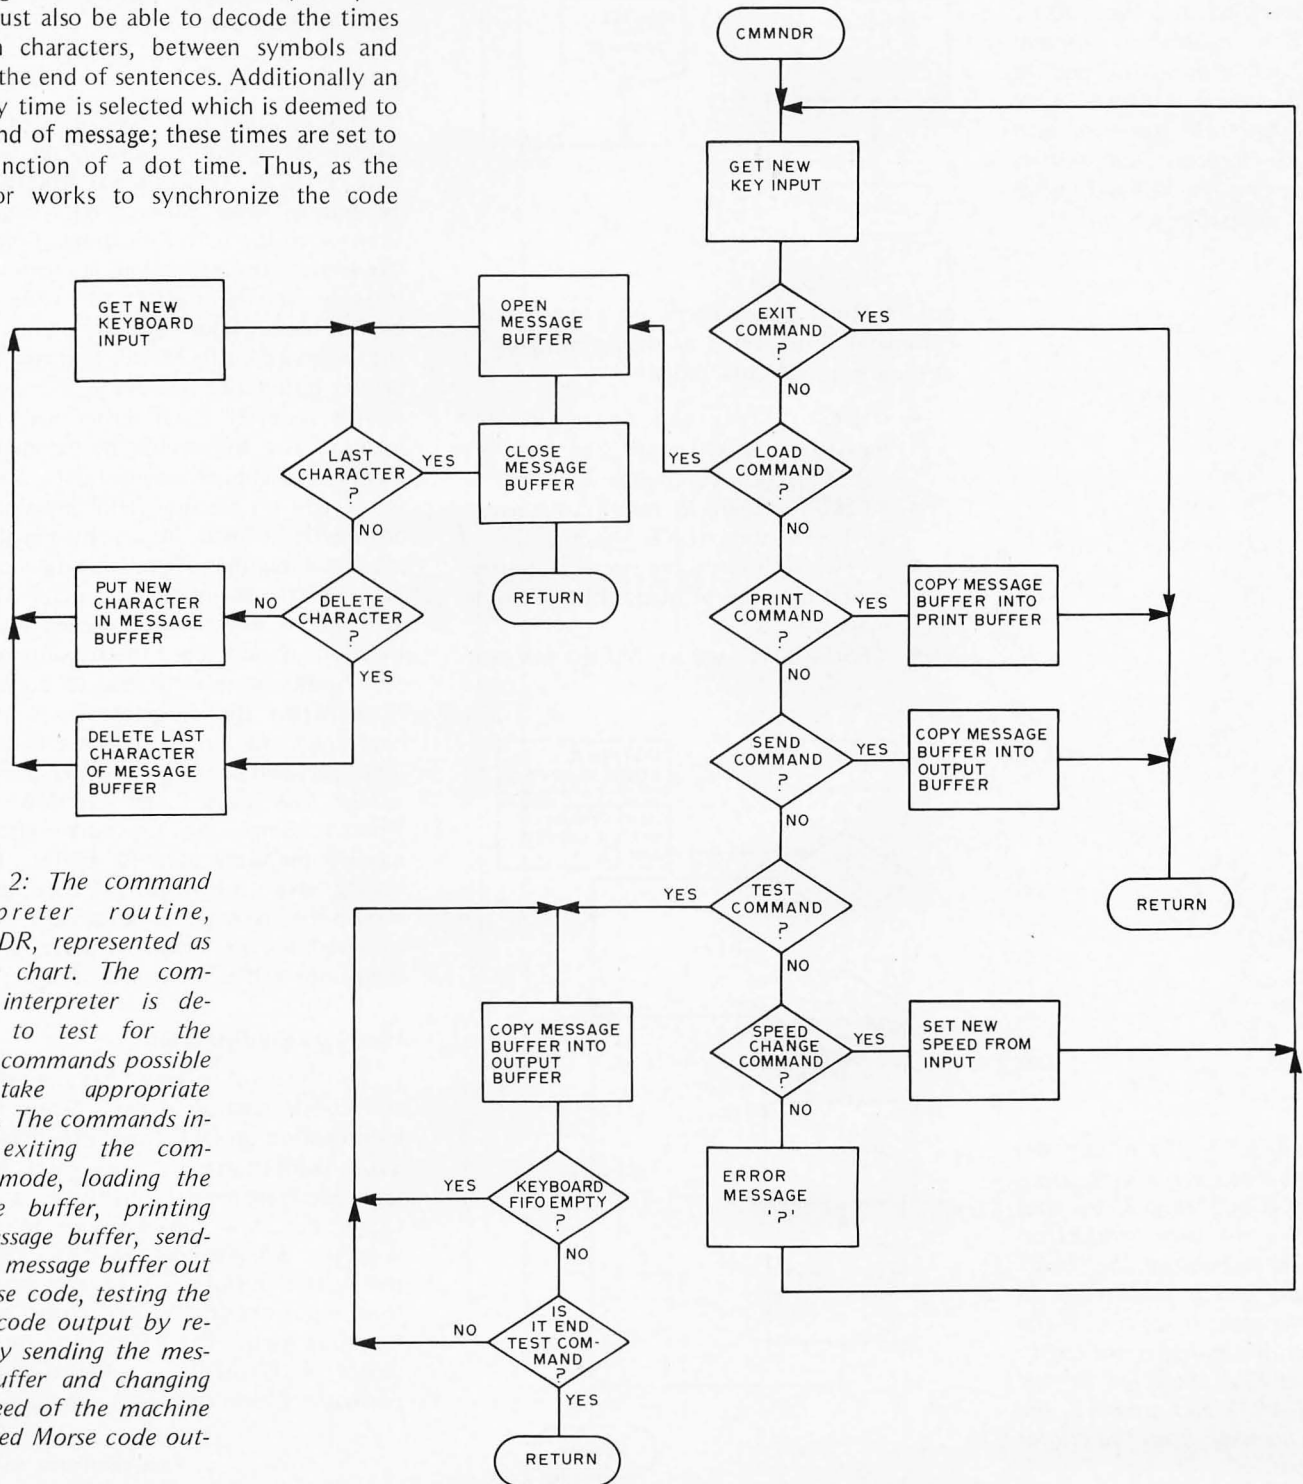 ust also be able to decode the times
characters, between symbols and
the end of sentences. Additionally an
time is selected which is deemed to
nd of message; these times are set to
nction of a dot time. Thus, as the
or works to synchronize the code
CMMNDR
GET NEW
KEY INPUT
EXIT
COMMAND
?
YES
NO
LOAD
COMMAND
?
YES
NO
OPEN
MESSAGE
BUFFER
CLOSE
MESSAGE
BUFFER
RETURN
GET NEW
KEYBOARD
INPUT
LAST
CHARACTER
?
YES
NO
DELETE
CHARACTER
?
NO
YES
PUT NEW
CHARACTER
IN MESSAGE
BUFFER
DELETE LAST
CHARACTER
OF MESSAGE
BUFFER
PRINT
COMMAND
?
YES
NO
COPY MESSAGE
BUFFER INTO
PRINT BUFFER
SEND
COMMAND
?
YES
NO
COPY MESSAGE
BUFFER INTO
OUTPUT
BUFFER
RETURN
TEST
COMMAND
?
YES
NO
COPY MESSAGE
BUFFER INTO
OUTPUT
BUFFER
KEYBOARD
FIFO EMPTY
?
YES
NO
IS
IT END
TEST COM-
MAND
?
NO
YES
RETURN
SPEED
CHANGE
COMMAND
?
YES
NO
SET NEW
SPEED FROM
INPUT
ERROR
MESSAGE
'?'
2: The command
preter routine,
DR, represented as
chart. The com-
interpreter is de-
to test for the
commands possible
take appropriate
The commands in-
exiting the com-
mode, loading the
e buffer, printing
ssage buffer, send-
message buffer out
se code, testing the
code output by re-
y sending the mes-
uffer and changing
eed of the machine
ed Morse code out-